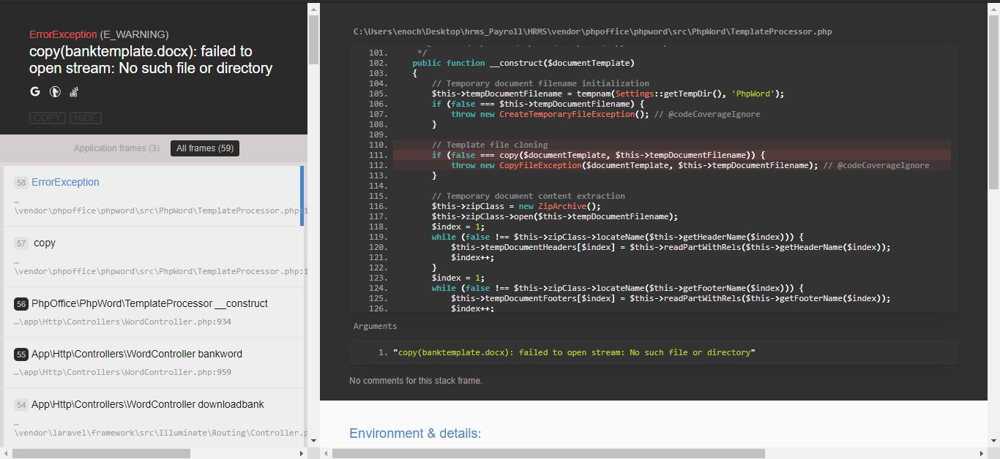 ErrorException (E_WARNING)
copy(banktemplate.docx): failed to
open stream: No such file or directory
COPY HIDE
Application frames (3) All frames (59)
58 ErrorException
…
\vendor\phpoffice\phpword\src\PhpWord\TemplateProcessor.php:1
57 copy
…
\vendor\phpoffice\phpword\src\PhpWord\TemplateProcessor.php:1
56 PhpOffice\PhpWord\TemplateProcessor __construct
…\app\Http\Controllers\WordController.php:934
55 App\Http\Controllers\WordController bankword
…\app\Http\Controllers\WordController.php:959
54 App\Http\Controllers\WordController downloadbank
…
\vendor\laravel\framework\src\Illuminate\Routing\Controller.p
C:\Users\enoch\Desktop\hrms_Payroll\HRMS\vendor\phpoffice\phpword\src\PhpWord\TemplateProcessor.php
101. */
102. public function __construct($documentTemplate)
103. {
104. // Temporary document filename initialization
105. $this->tempDocumentFilename = tempnam(Settings::getTempDir(), 'PhpWord');
106. if (false === $this->tempDocumentFilename) {
107. throw new CreateTemporaryFileException(); // @codeCoverageIgnore
108. }
109.
110. // Template file cloning
111. if (false === copy($documentTemplate, $this->tempDocumentFilename)) {
112. throw new CopyFileException($documentTemplate, $this->tempDocumentFilename); // @codeCoverageIgnore
113. }
114.
115. // Temporary document content extraction
116. $this->zipClass = new ZipArchive();
117. $this->zipClass->open($this->tempDocumentFilename);
118. $index = 1;
119. while (false !== $this->zipClass->locateName($this->getHeaderName($index))) {
120. $this->tempDocumentHeaders[$index] = $this->readPartWithRels($this->getHeaderName($index));
121. $index++;
122. }
123. $index = 1;
124. while (false !== $this->zipClass->locateName($this->getFooterName($index))) {
125. $this->tempDocumentFooters[$index] = $this->readPartWithRels($this->getFooterName($index));
126. $index++;
Arguments
1. "copy(banktemplate.docx): failed to open stream: No such file or directory"
No comments for this stack frame.
Environment & details: